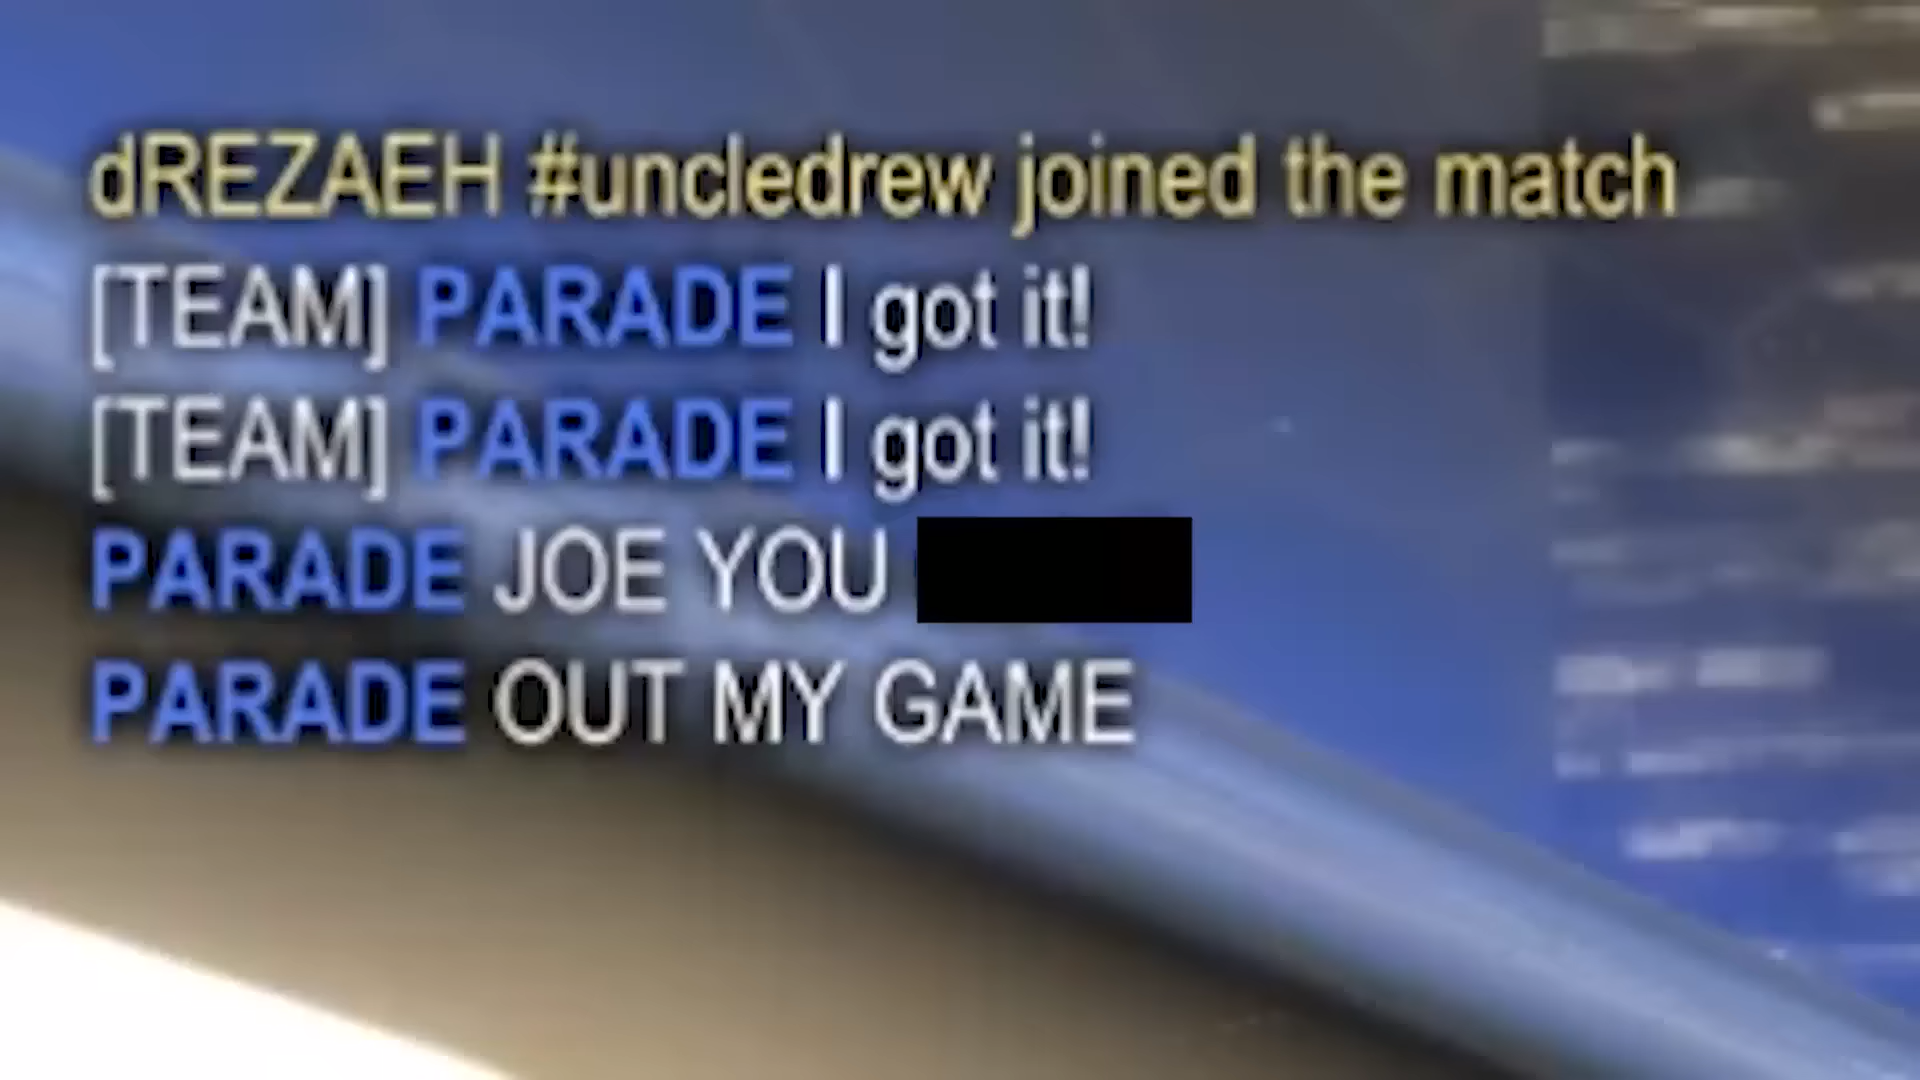 dREZAEH #uncledrew joined the match
[TEAM] PARADE I got it!
[TEAM] PARADE I got it!
PARADE JOE YOU
PARADE OUT MY GAME